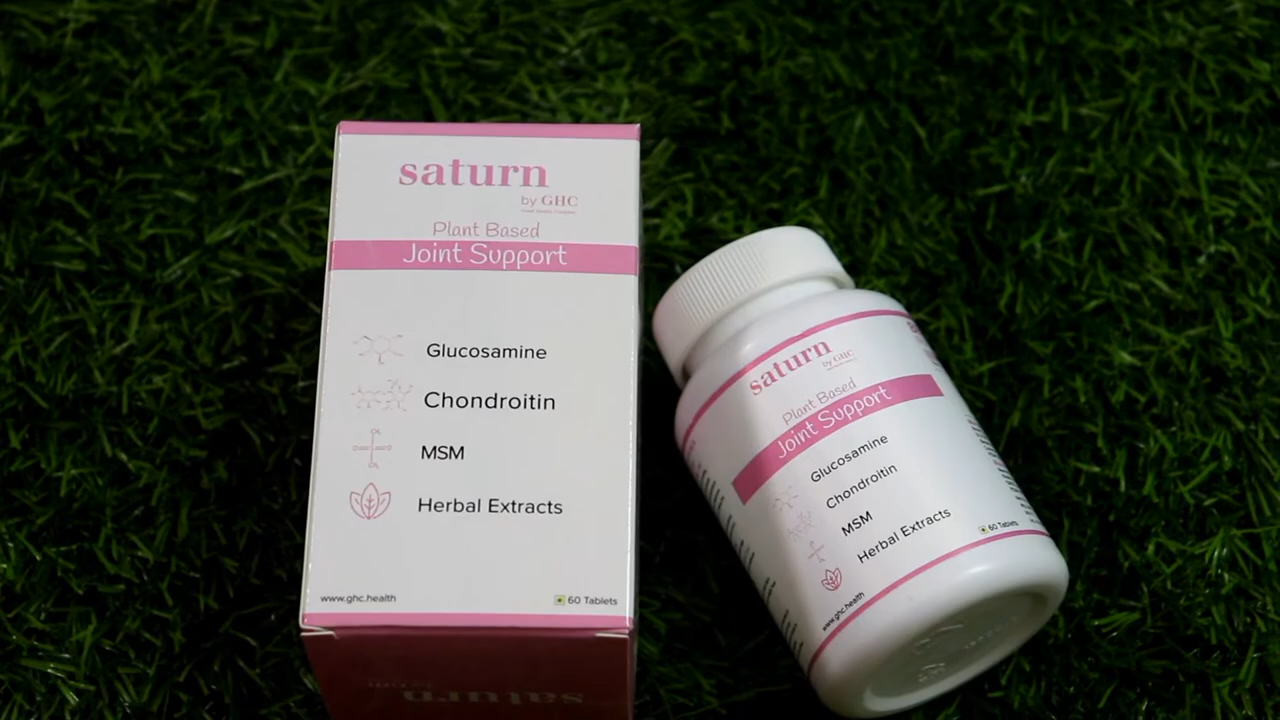 saturn
by GHC
Plant Based
Joint Support
Glucosamine
Chondroitin
MSM
Herbal Extracts
www.ghc.health
60 Tablets
saturn
saturn
by GHC
Plant Based
Joint Support
Glucosamine
Chondroitin
MSM
Herbal Extracts
60 Tablets
www.ghc.health